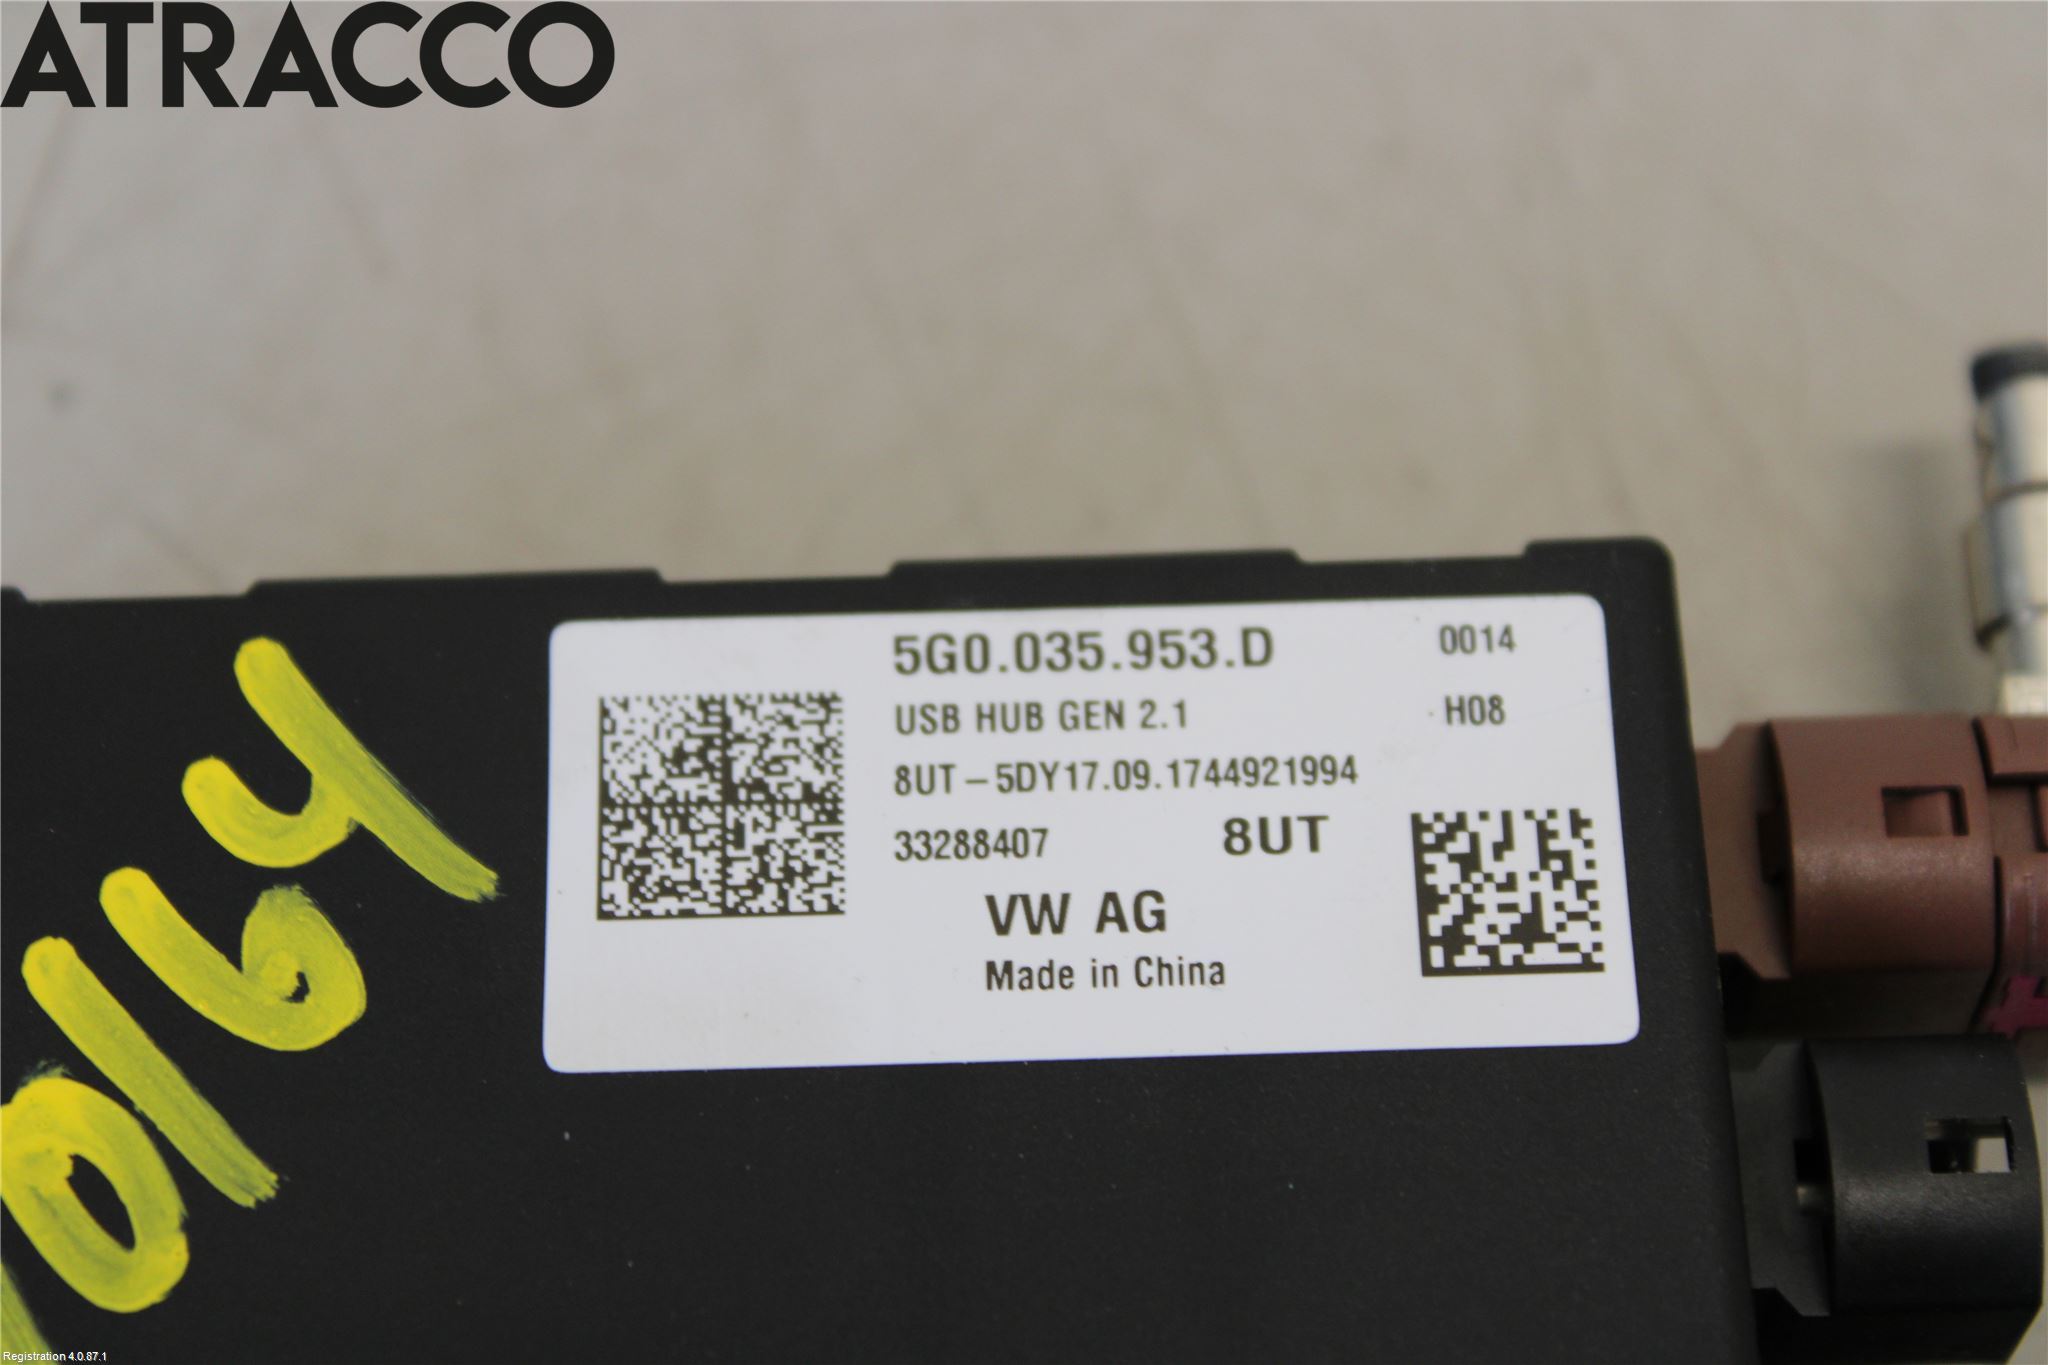 ATRACCO
5G0.035.953.D 0014
USB HUB GEN 2.1 H08
8UT-5DY17.09.1744921994
33288407 8UT
VW AG
Made in China
0164
Registration 4.0.87.1